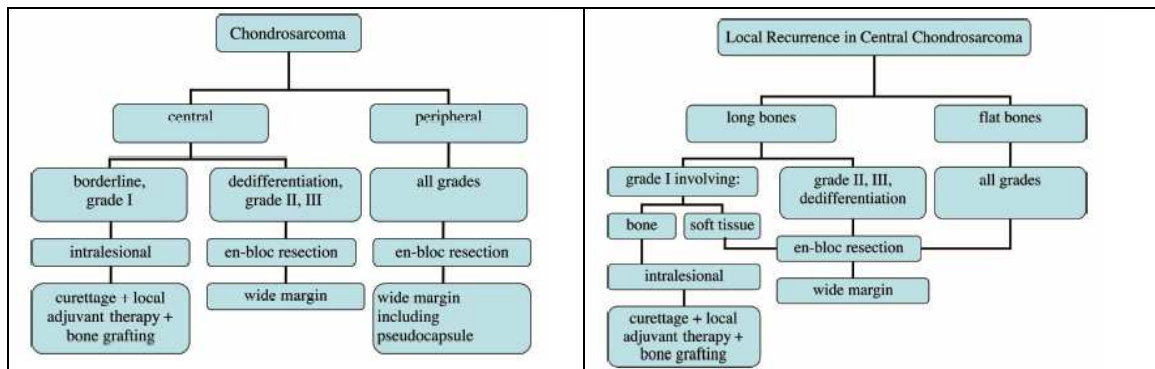 Chondrosarcoma
central
peripheral
borderline,
grade I
dedifferentiation,
grade II, III
all grades
intralesional
en-bloc resection
en-bloc resection
curettage + local
adjuvant therapy +
bone grafting
wide margin
wide margin
including
pseudocapsule
Local Recurrence in Central Chondrosarcoma
long bones
flat bones
grade I involving:
grade II, III,
dedifferentiation
all grades
bone
soft tissue
en-bloc resection
intralesional
wide margin
curettage + local
adjuvant therapy +
bone grafting